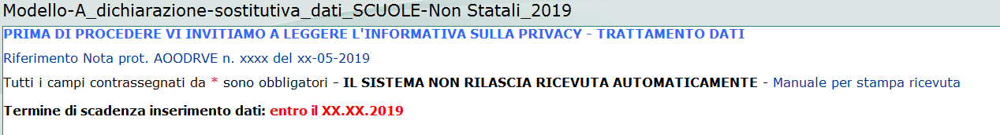 Modello-A_dichiarazione-sostitutiva_dati_SCUOLE-Non Statali_2019
PRIMA DI PROCEDERE VI INVITIAMO A LEGGERE L'INFORMATIVA SULLA PRIVACY - TRATTAMENTO DATI
Riferimento Nota prot. AOODRVE n. xxxx del xx-05-2019
Tutti i campi contrassegnati da * sono obbligatori - IL SISTEMA NON RILASCIA RICEVUTA AUTOMATICAMENTE - Manuale per stampa ricevuta
Termine di scadenza inserimento dati: entro il XX.XX.2019